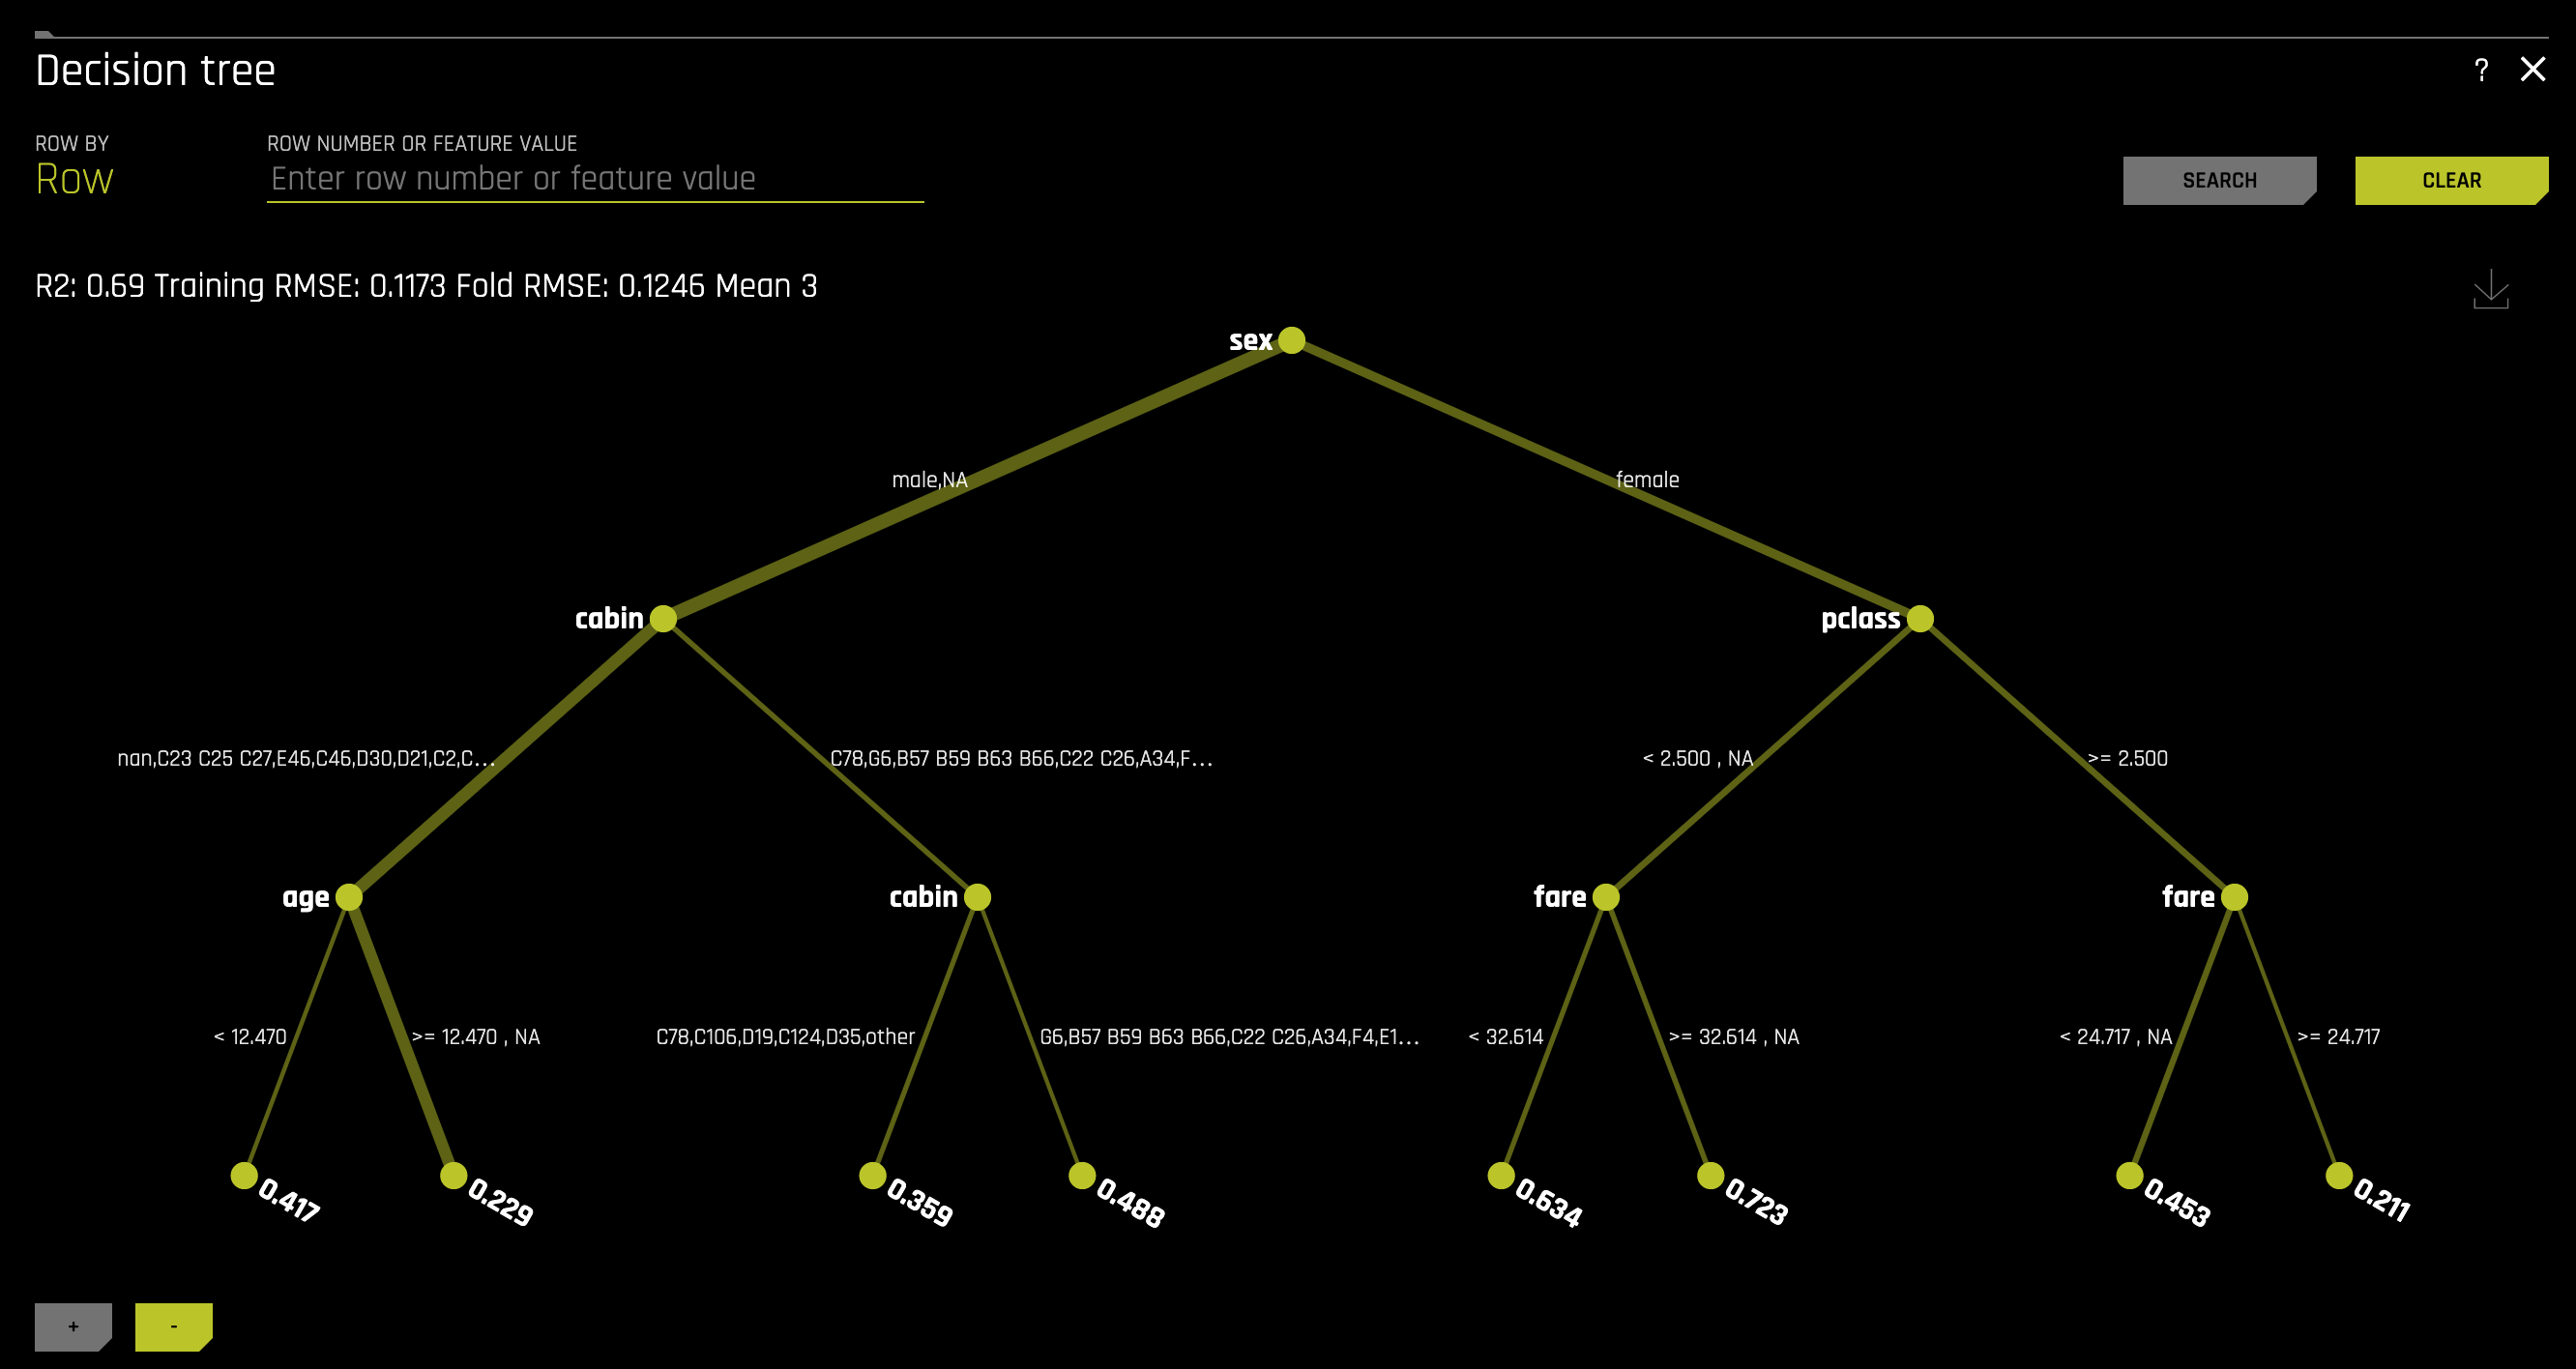 Decision tree
?
ROW BY
Row
ROW NUMBER OR FEATURE VALUE
Enter row number or feature value
SEARCH
CLEAR
R2: 0.69 Training RMSE: 0.1173 Fold RMSE: 0.1246 Mean 3
sex
male,NA
female
cabin
pclass
nan,C23 C25 C27,E46,C46,D30,D21,C2,C...
C78,G6,B57 B59 B63 B66,C22 C26,A34,F...
< 2.500 , NA
>= 2.500
age
cabin
fare
fare
< 12.470
>= 12.470 , NA
C78,C106,D19,C124,D35,other
G6,B57 B59 B63 B66,C22 C26,A34,F4,E1...
< 32.614
>= 32.614 , NA
< 24.717 , NA
>= 24.717
0.417
0.229
0.359
0.488
0.634
0.723
0.453
0.211
+
-